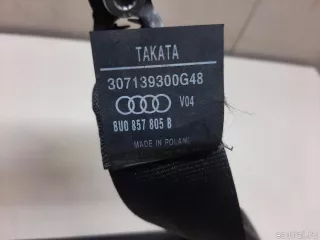 TAKATA
307139300G48
V04
8U0 857 805 B
MADE IN POLAND